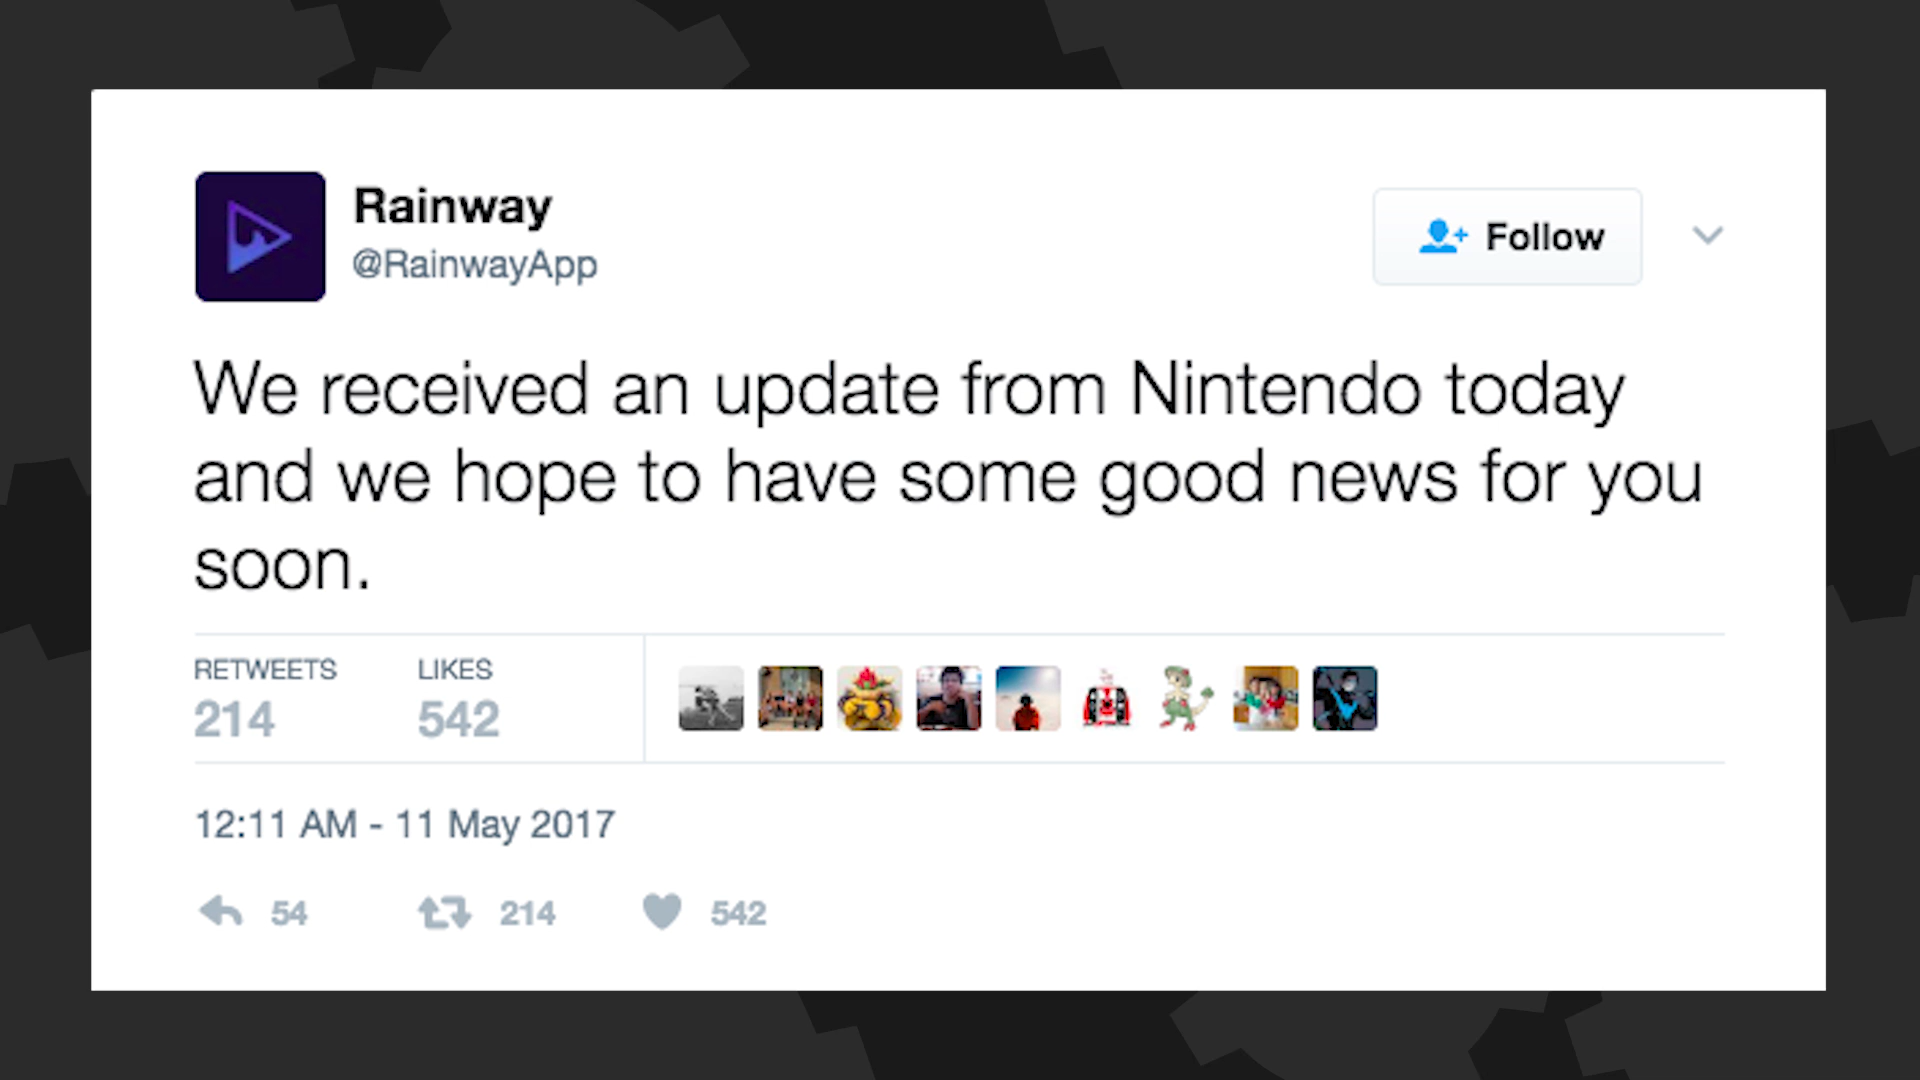 Rainway
@RainwayApp
Follow
We received an update from Nintendo today
and we hope to have some good news for you
soon.
RETWEETS LIKES
214 542
12:11 AM - 11 May 2017
54 214 542